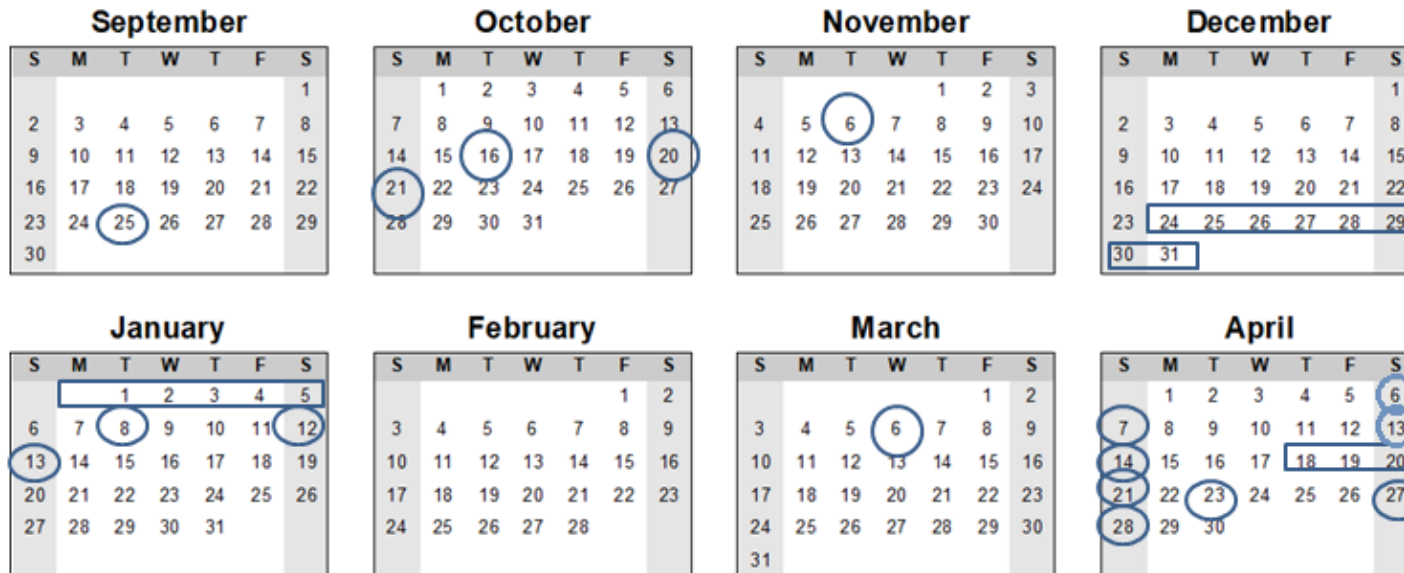 September
S M T W T F S
1
2 3 4 5 6 7 8
9 10 11 12 13 14 15
16 17 18 19 20 21 22
23 24 25 26 27 28 29
30
October
S M T W T F S
1 2 3 4 5 6
7 8 9 10 11 12 13
14 15 16 17 18 19 20
21 22 23 24 25 26 27
28 29 30 31
November
S M T W T F S
1 2 3
4 5 6 7 8 9 10
11 12 13 14 15 16 17
18 19 20 21 22 23 24
25 26 27 28 29 30
December
S M T W T F S
1
2 3 4 5 6 7 8
9 10 11 12 13 14 15
16 17 18 19 20 21 22
23 24 25 26 27 28 29
30 31
January
S M T W T F S
1 2 3 4 5
6 7 8 9 10 11 12
13 14 15 16 17 18 19
20 21 22 23 24 25 26
27 28 29 30 31
February
S M T W T F S
1 2
3 4 5 6 7 8 9
10 11 12 13 14 15 16
17 18 19 20 21 22 23
24 25 26 27 28
March
S M T W T F S
1 2
3 4 5 6 7 8 9
10 11 12 13 14 15 16
17 18 19 20 21 22 23
24 25 26 27 28 29 30
31
April
S M T W T F S
1 2 3 4 5 6
7 8 9 10 11 12 13
14 15 16 17 18 19 20
21 22 23 24 25 26 27
28 29 30